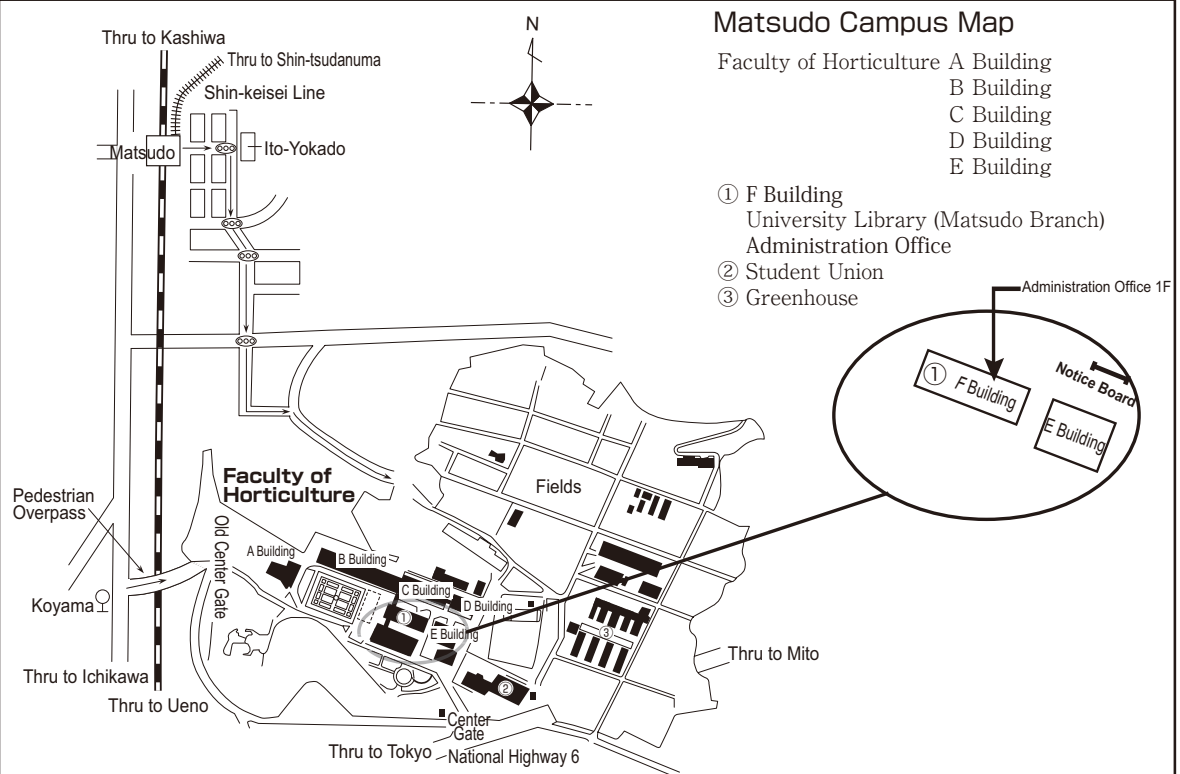 Matsudo Campus Map
Faculty of Horticulture A Building
B Building
C Building
D Building
E Building
① F Building
University Library (Matsudo Branch)
Administration Office
② Student Union
③ Greenhouse
N
Thru to Kashiwa
Thru to Shin-tsudanuma
Shin-keisei Line
Matsudo
Ito-Yokado
Administration Office 1F
① F Building
Notice Board
E Building
Faculty of
Horticulture
Fields
Pedestrian
Overpass
Old Center Gate
A Building
B Building
C Building
D Building
①
E Building
③
Koyama
Thru to Mito
Thru to Ichikawa
②
Thru to Ueno
Center
Gate
Thru to Tokyo
National Highway 6